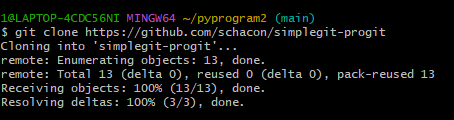 1@LAPTOP-4CDC56NI MINGW64 ~/pyprogram2 (main)
$ git clone https://github.com/schacon/simplegit-progit
Cloning into 'simplegit-progit'...
remote: Enumerating objects: 13, done.
remote: Total 13 (delta 0), reused 0 (delta 0), pack-reused 13
Receiving objects: 100% (13/13), done.
Resolving deltas: 100% (3/3), done.